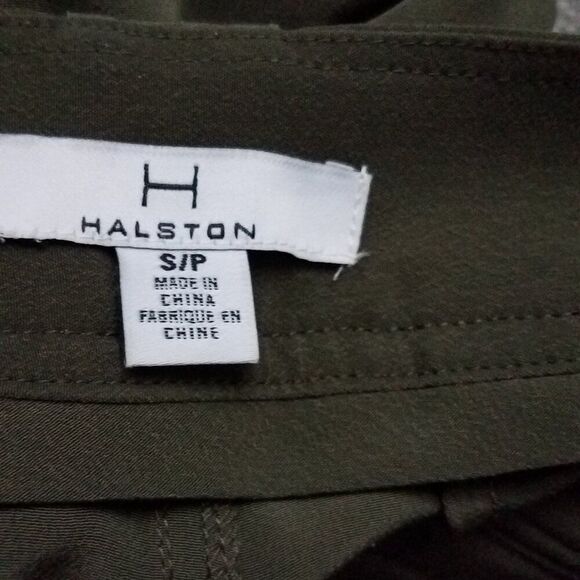 H
HALSTON
S/P
MADE IN
CHINA
FABRIQUE EN
CHINE